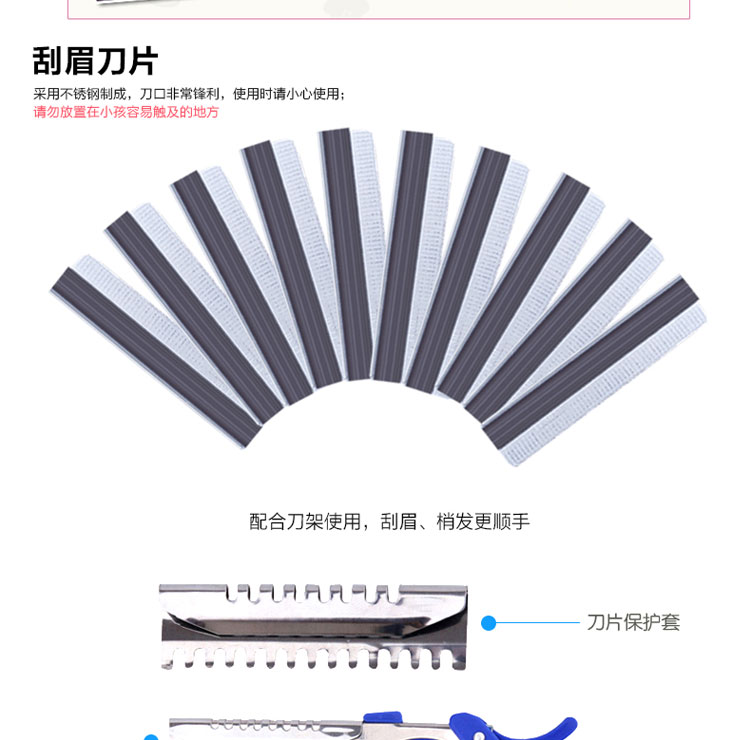 刮眉刀片
采用不锈钢制成，刀口非常锋利，使用时请小心使用；
请勿放置在小孩容易触及的地方
配合刀架使用，刮眉、梢发更顺手
刀片保护套